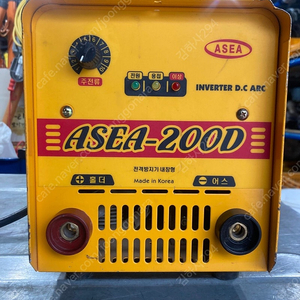 ASEA
전원 용접 이상
주전류
INVERTER D.C ARC
ASEA-200D
전격방지기 내장형
Made in Korea
+ 홀더
- 어스